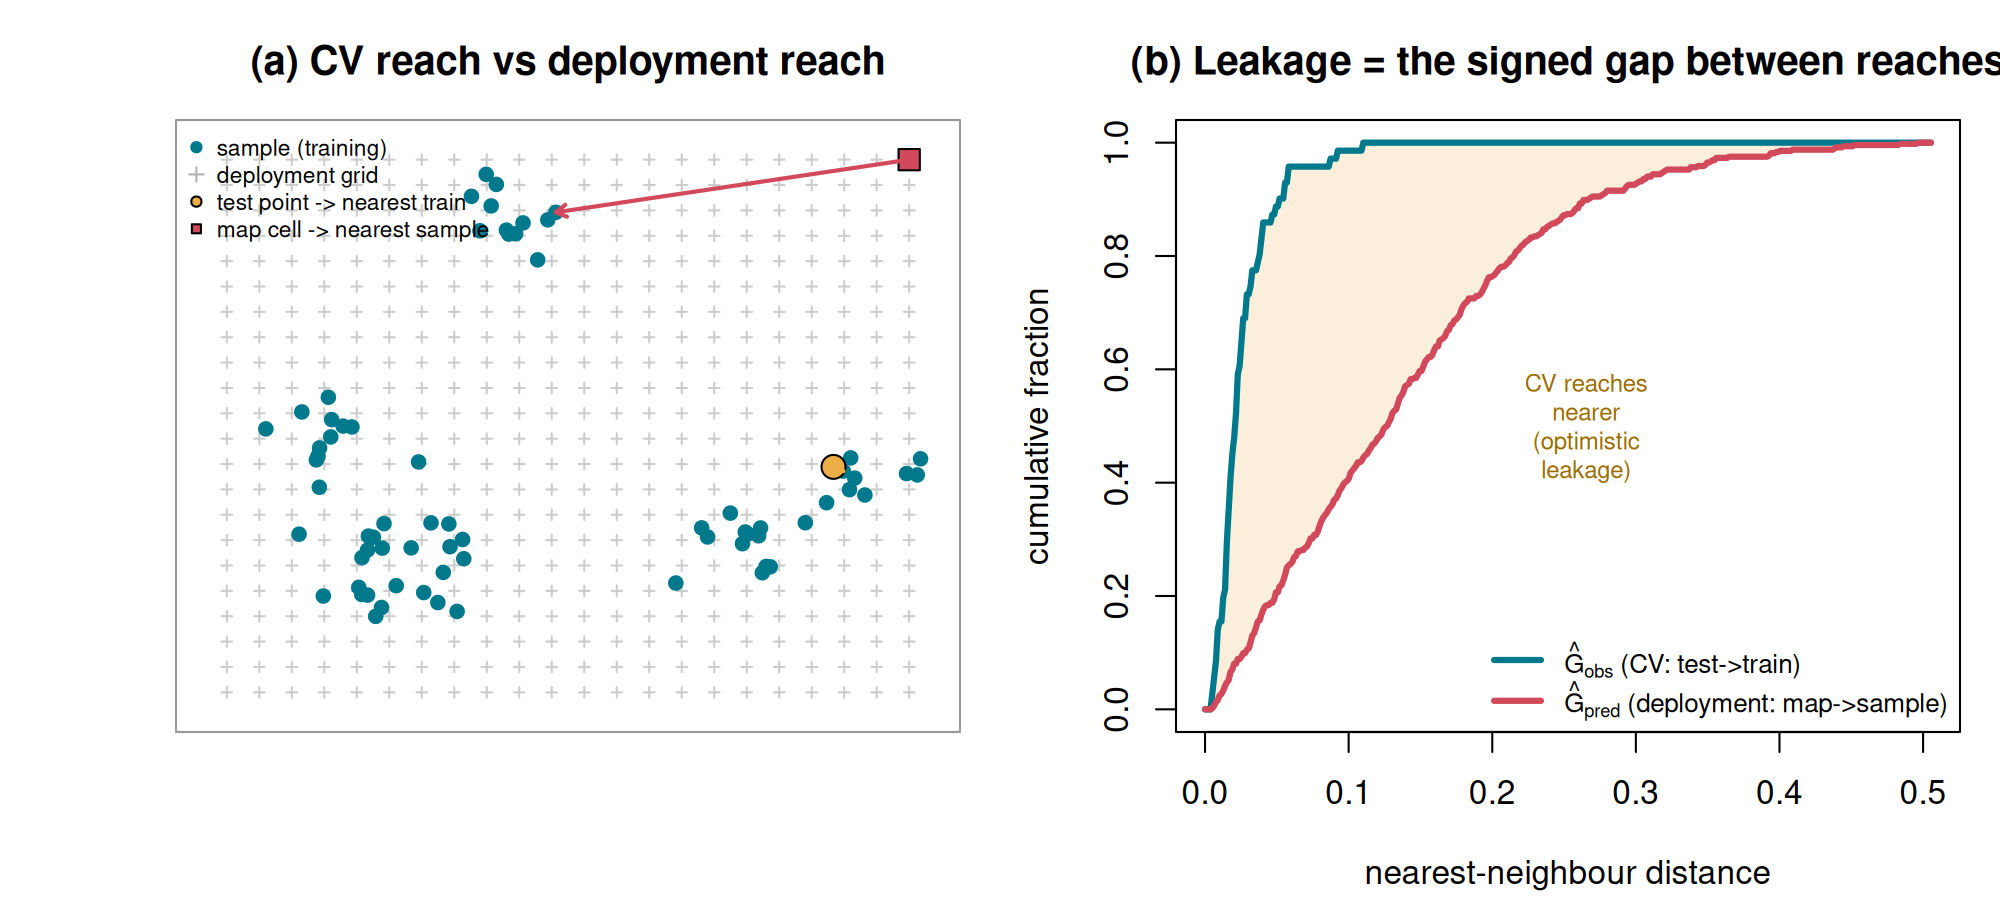 (a) CV reach vs deployment reach
sample (training)
deployment grid
test point -> nearest train
map cell -> nearest sample
(b) Leakage = the signed gap between reaches
cumulative fraction
1.0
0.8
0.6
0.4
0.2
0.0
CV reaches
nearer
(optimistic
leakage)
Ĝobs (CV: test->train)
Ĝpred (deployment: map->sample)
0.0 0.1 0.2 0.3 0.4 0.5
nearest-neighbour distance